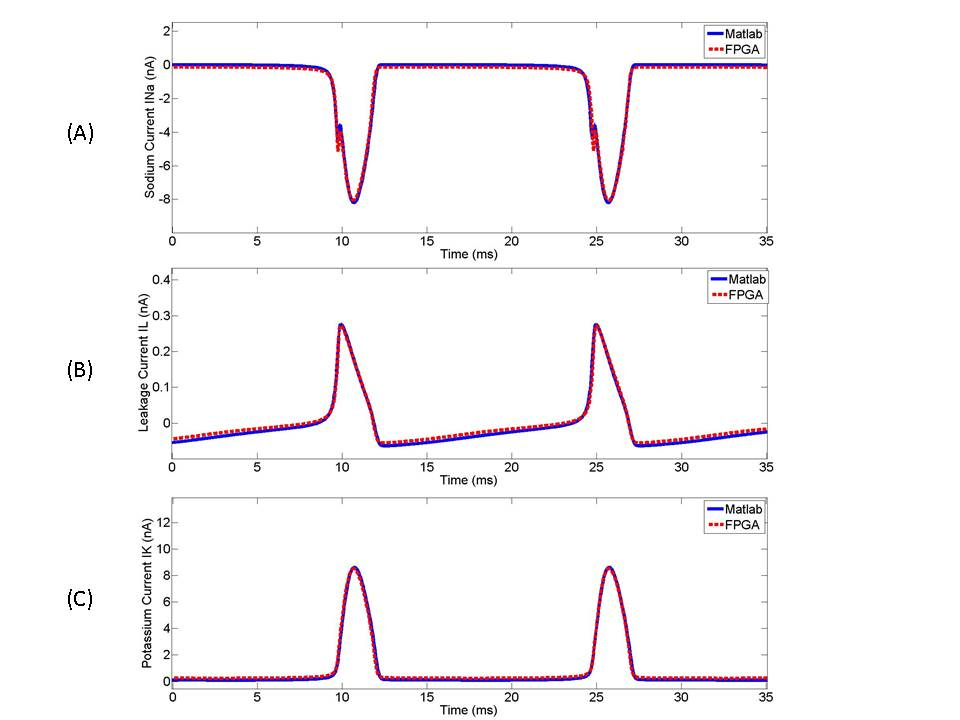 (A)
Sodium Current INa (nA)
2
0
-2
-4
-6
-8
Matlab
FPGA
0 5 10 15 20 25 30 35
Time (ms)
(B)
Leakage Current IL (nA)
0.4
0.3
0.2
0.1
0
Matlab
FPGA
0 5 10 15 20 25 30 35
Time (ms)
(C)
Potassium Current IK (nA)
12
10
8
6
4
2
0
Matlab
FPGA
0 5 10 15 20 25 30 35
Time (ms)